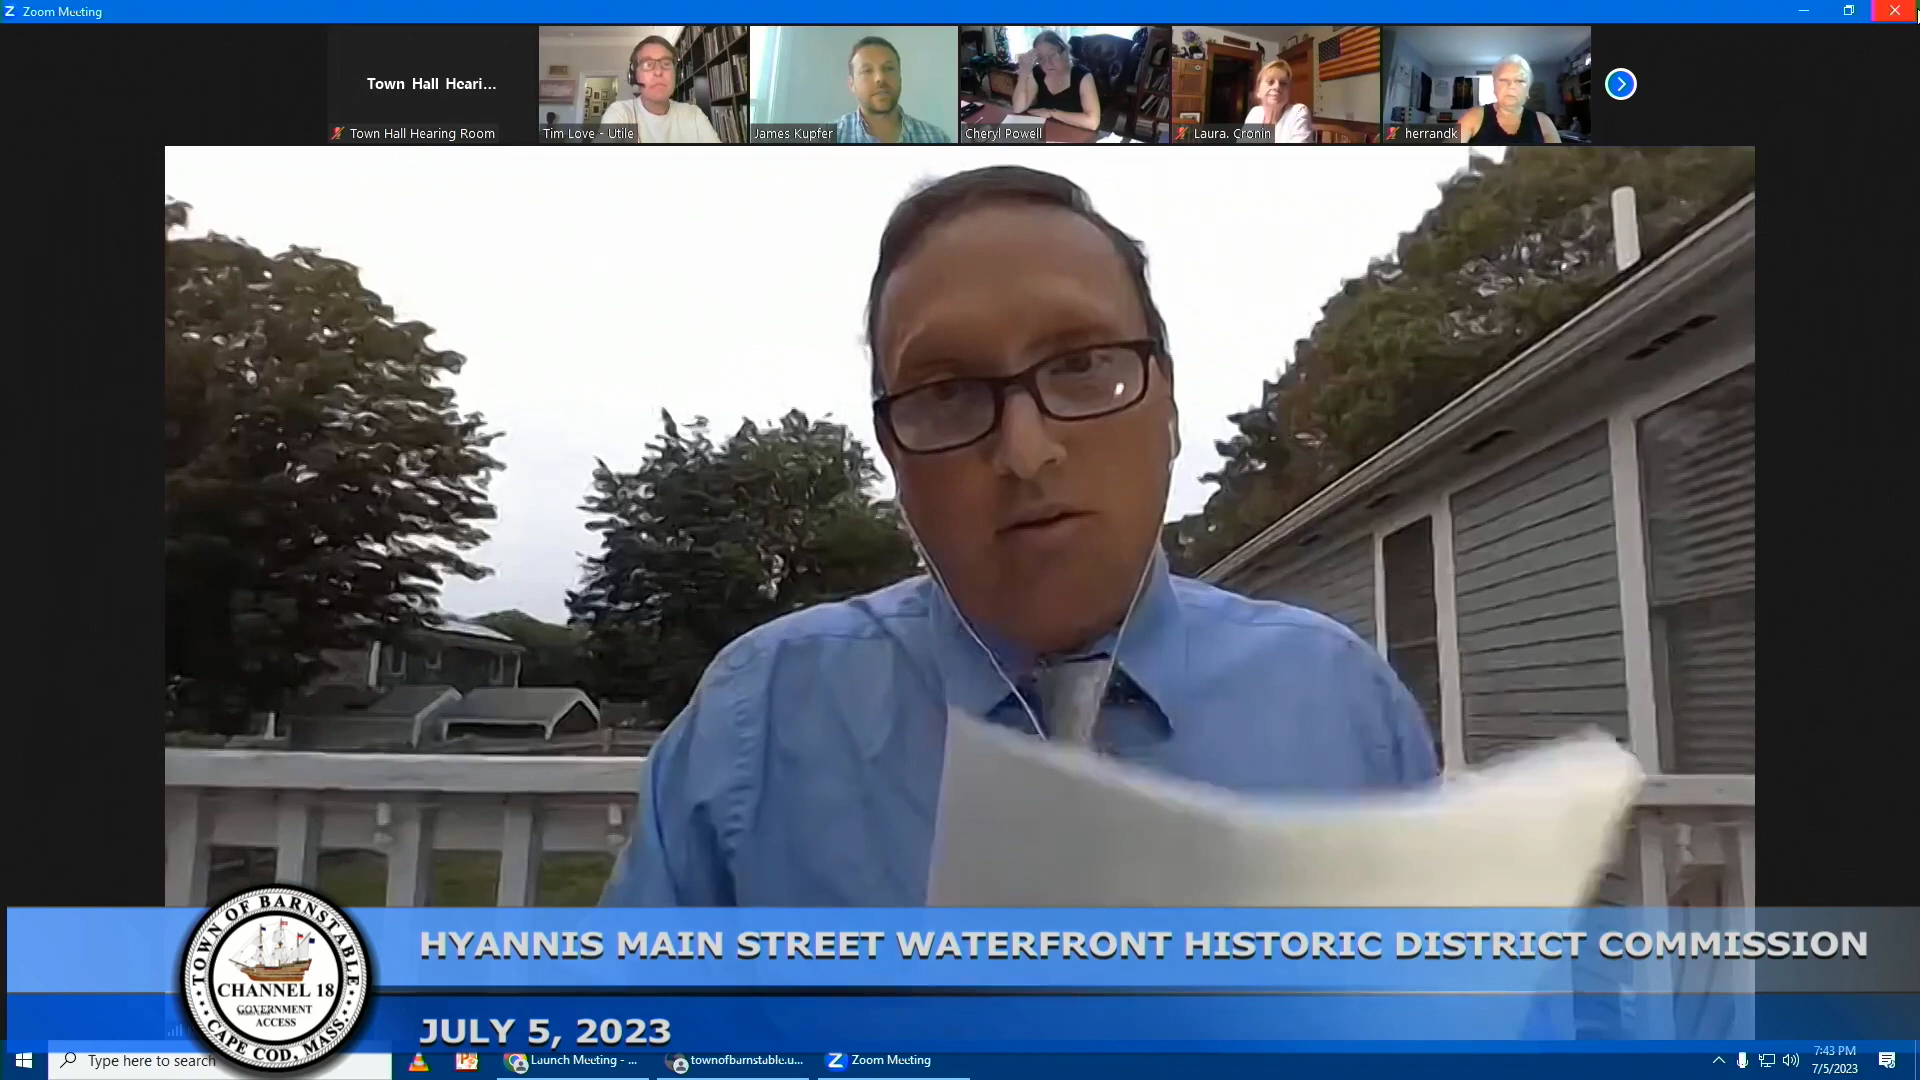 Zoom Meeting
Town Hall Heari...
Town Hall Hearing Room
Tim Love - Utile
James Kupfer
Cheryl Powell
Laura. Cronin
herrandk
TOWN OF BARNSTABLE
CHANNEL 18
GOVERNMENT
ACCESS
CAPE COD, MASS.
HYANNIS MAIN STREET WATERFRONT HISTORIC DISTRICT COMMISSION
JULY 5, 2023
Type here to search
Launch Meeting - ...
townofbarnstable.u...
Zoom Meeting
7:43 PM
7/5/2023